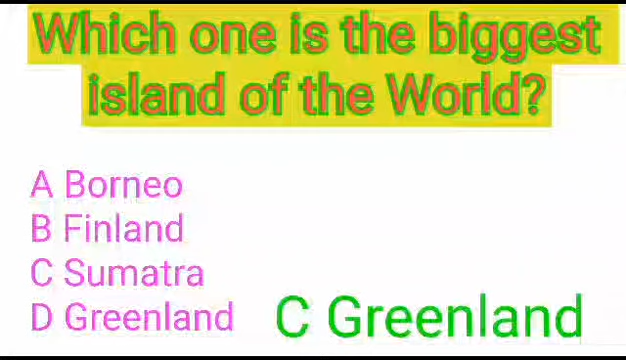 Which one is the biggest
island of the World?
A Borneo
B Finland
C Sumatra
D Greenland
C Greenland